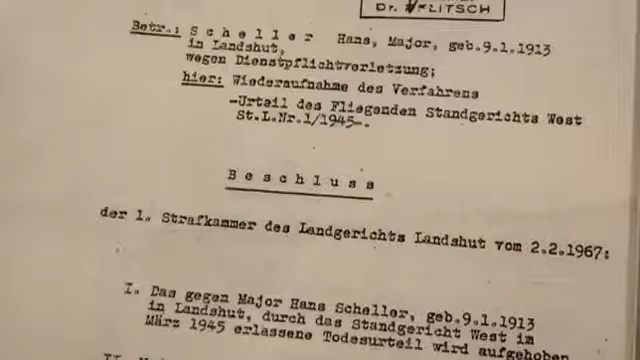 Dr. FLITSCH
Betr.: S c h e l l e r Hans, Major, geb.9.1.1913
in Landshut,
wegen Dienstpflichtverletzung;
hier: Wiederaufnahme des Verfahrens
-Urteil des Fliegenden Standgerichts West
St.L.Nr.1/1945-.
B e s c h l u s s
der 1. Strafkammer des Landgerichts Landshut vom 2.2.1967:
I. Das gegen Major Hans Scheller, geb.9.1.1913
in Landshut, durch das Standgericht West im
März 1945 erlassene Todesurteil wird aufgehoben